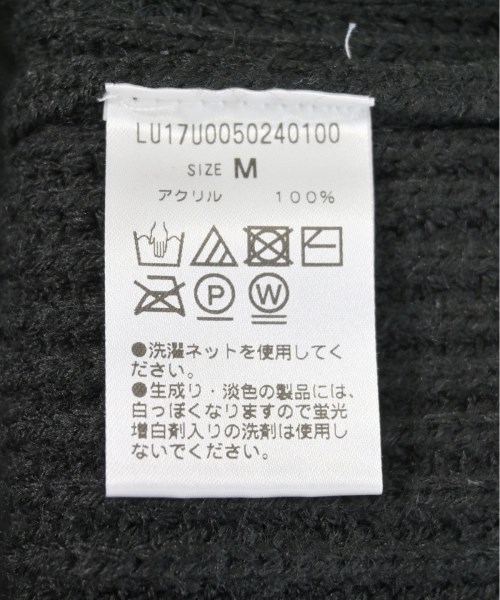 LU17U0050240100
SIZE M
アクリル 100%
P W
●洗濯ネットを使用してく
ださい。
●生成り・淡色の製品には、
白っぽくなりますので蛍光
増白剤入りの洗剤は使用し
ないでください。